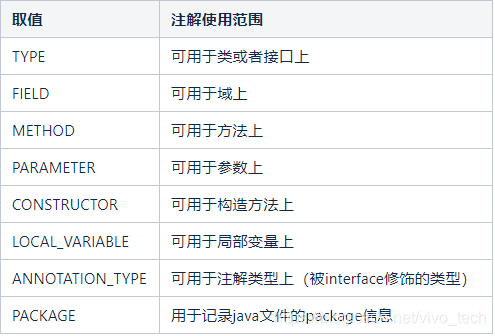 取值 注解使用范围
TYPE 可用于类或者接口上
FIELD 可用于域上
METHOD 可用于方法上
PARAMETER 可用于参数上
CONSTRUCTOR 可用于构造方法上
LOCAL_VARIABLE 可用于局部变量上
ANNOTATION_TYPE 可用于注解类型上（被interface修饰的类型）
PACKAGE 用于记录java文件的package信息
net/vivo_tech